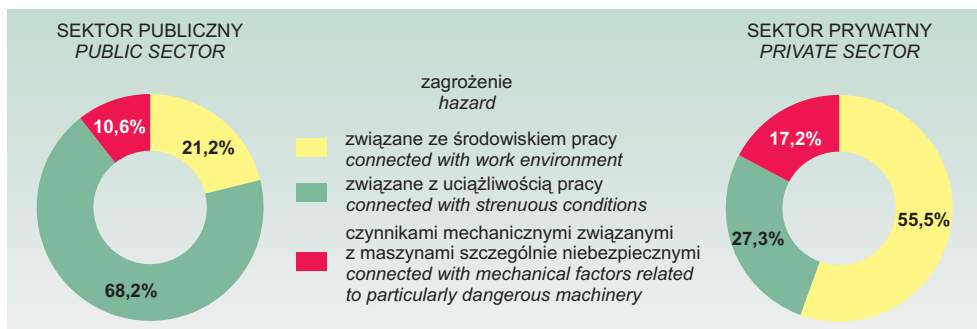 SEKTOR PUBLICZNY
PUBLIC SECTOR
10,6%
21,2%
68,2%
zagrożenie
hazard
związane ze środowiskiem pracy
connected with work environment
związane z uciążliwością pracy
connected with strenuous conditions
czynnikami mechanicznymi związanymi
z maszynami szczególnie niebezpiecznymi
connected with mechanical factors related
to particularly dangerous machinery
SEKTOR PRYWATNY
PRIVATE SECTOR
17,2%
55,5%
27,3%